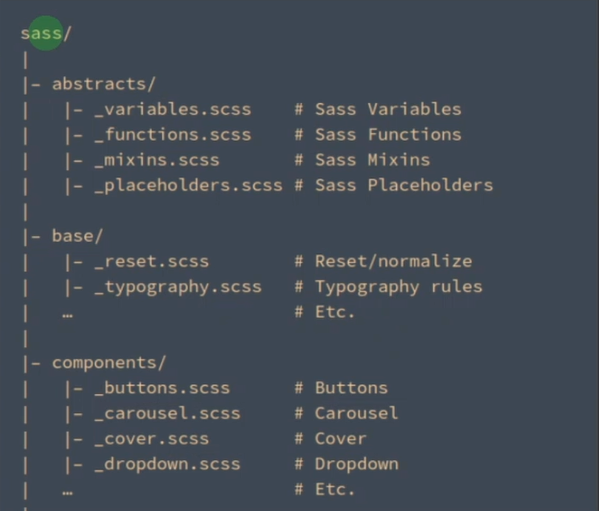 sass/
|
|- abstracts/
|   |- _variables.scss    # Sass Variables
|   |- _functions.scss    # Sass Functions
|   |- _mixins.scss       # Sass Mixins
|   |- _placeholders.scss # Sass Placeholders
|
|- base/
|   |- _reset.scss        # Reset/normalize
|   |- _typography.scss   # Typography rules
|   …                     # Etc.
|
|- components/
|   |- _buttons.scss      # Buttons
|   |- _carousel.scss     # Carousel
|   |- _cover.scss        # Cover
|   |- _dropdown.scss     # Dropdown
|   …                     # Etc.
|